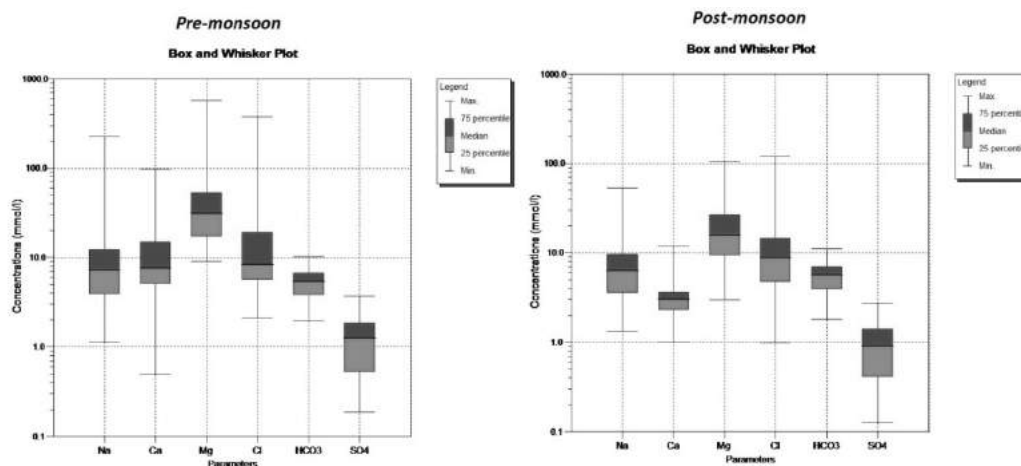 Pre-monsoon
Box and Whisker Plot
1000.0
100.0
10.0
1.0
0.1
Concentrations (mmol/l)
Na Ca Mg Cl HCO3 SO4
Parameters
Legend
Max.
75 percentile
Median
25 percentile
Min.
Post-monsoon
Box and Whisker Plot
1000.0
100.0
10.0
1.0
0.1
Concentrations (mmol/l)
Na Ca Mg Cl HCO3 SO4
Parameters
Legend
Max.
75 percentile
Median
25 percentile
Min.